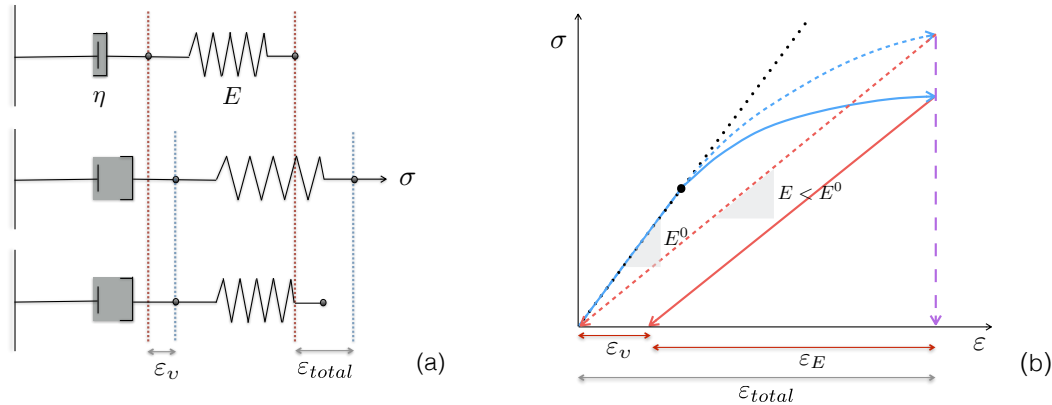 η
E
σ
ε_v
ε_total
(a)
σ
E < E^0
E^0
ε_v
ε_E
ε_total
ε
(b)